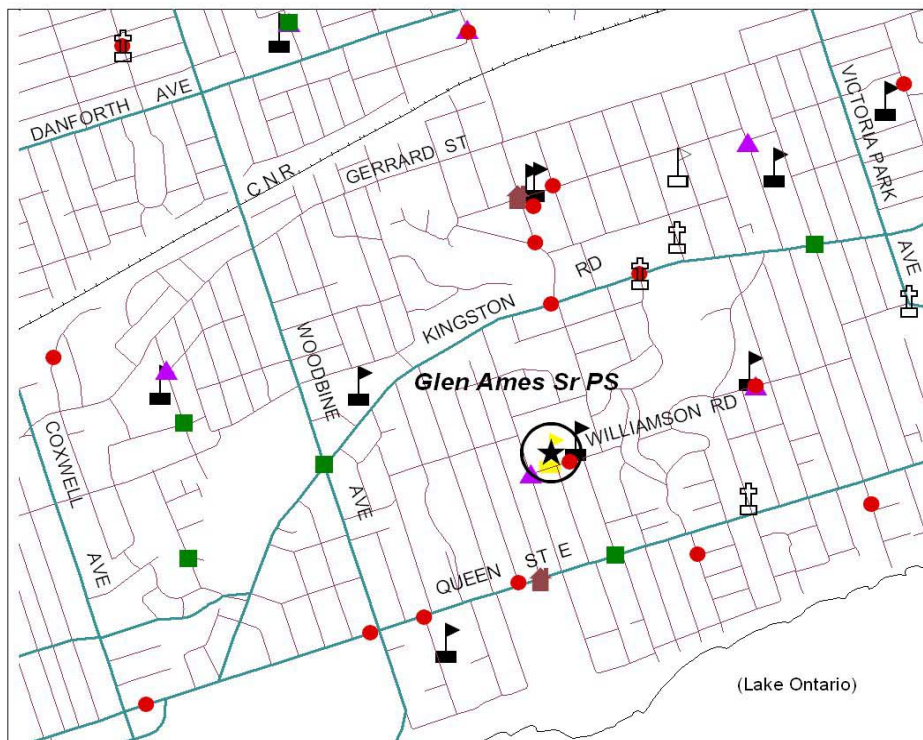 DANFORTH AVE
C.N.R.
GERRARD ST
VICTORIA PARK
AVE
KINGSTON RD
WOODBINE
AVE
Glen Ames Sr PS
WILLIAMSON RD
COXWELL
AVE
QUEEN ST E
(Lake Ontario)